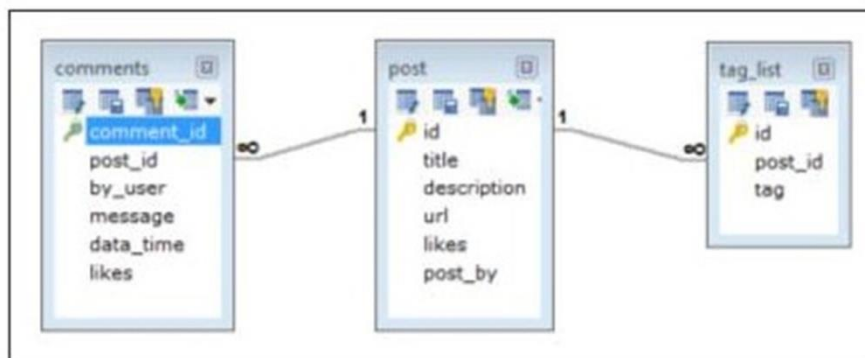 comments
comment_id
post_id
by_user
message
data_time
likes
∞
1
post
id
title
description
url
likes
post_by
1
∞
tag_list
id
post_id
tag